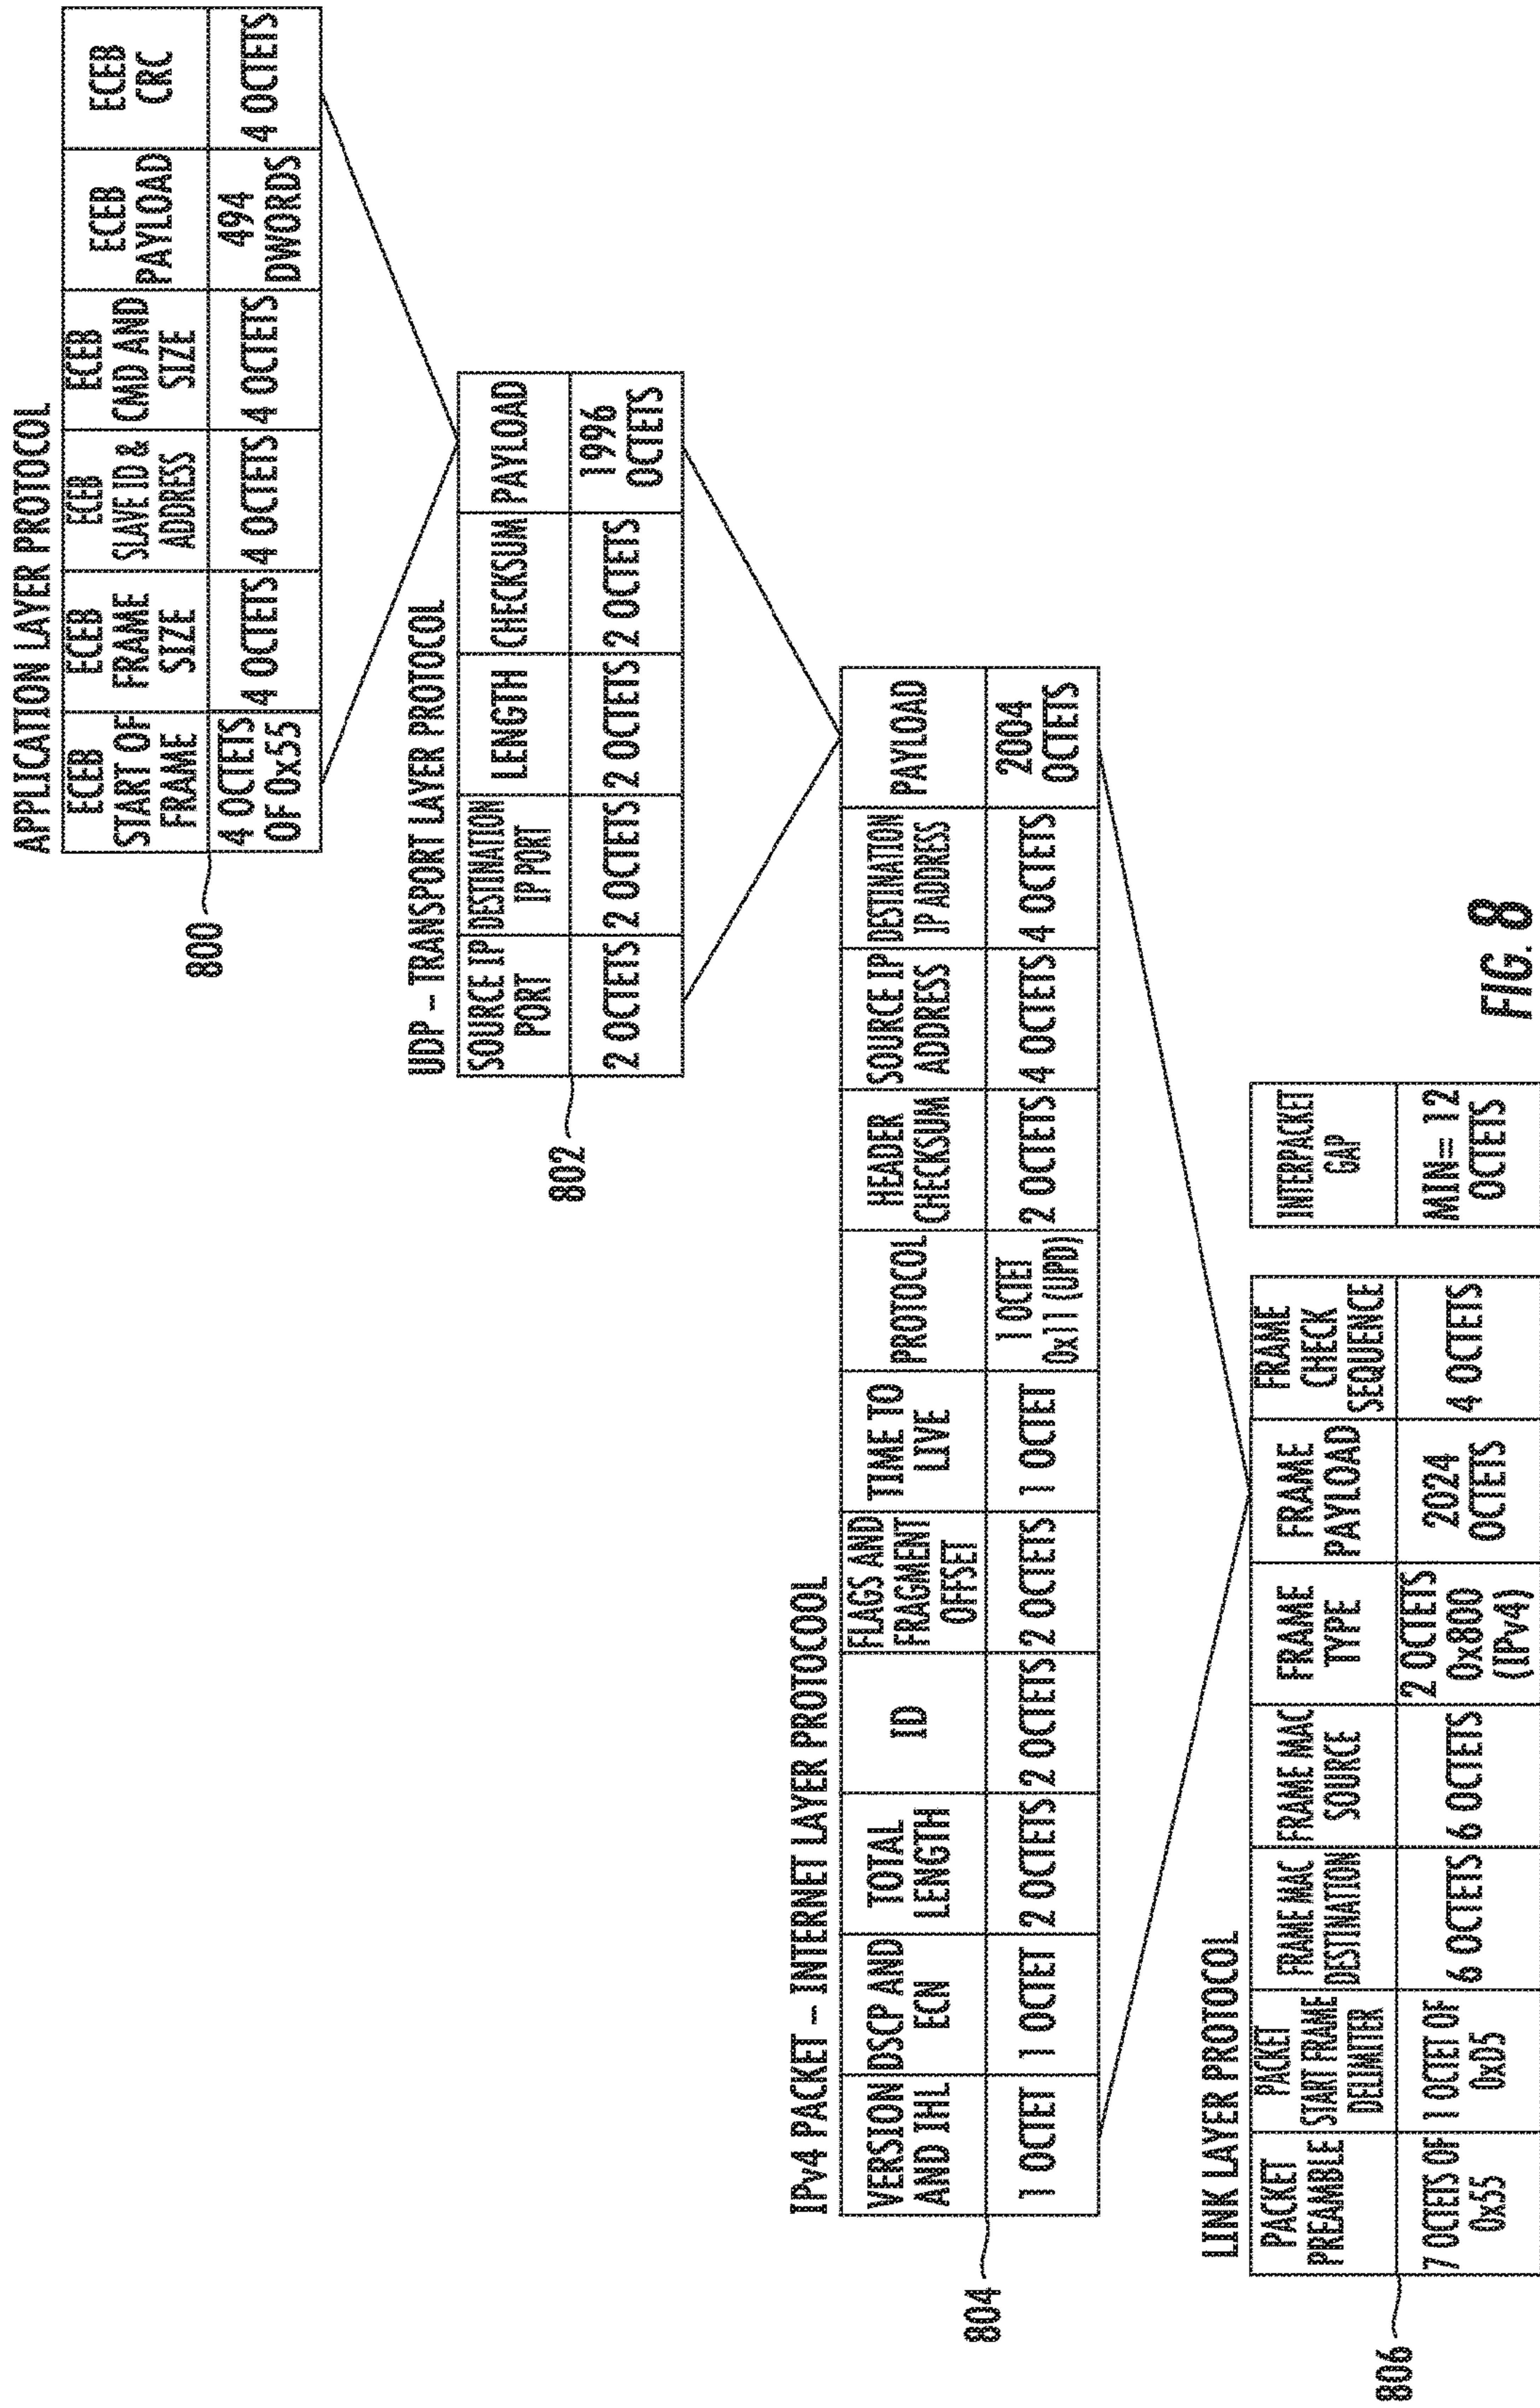 APPLICATION LAYER PROTOCOL
ECEB START OF FRAME
ECEB FRAME SIZE
ECEB SLAVE ID & ADDRESS
ECEB CMD AND SIZE
ECEB PAYLOAD
ECEB CRC
4 OCTETS OF 0x55
4 OCTETS
4 OCTETS
4 OCTETS
494 DWORDS
4 OCTETS
800
UDP – TRANSPORT LAYER PROTOCOL
SOURCE IP PORT
DESTINATION IP PORT
LENGTH
CHECKSUM
PAYLOAD
2 OCTETS
2 OCTETS
2 OCTETS
2 OCTETS
1996 OCTETS
802
IPv4 PACKET – INTERNET LAYER PROTOCOOL
VERSION AND IHL
DSCP AND ECN
TOTAL LENGTH
ID
FLAGS AND FRAGMENT OFFSET
TIME TO LIVE
PROTOCOL
HEADER CHECKSUM
SOURCE IP ADDRESS
DESTINATION IP ADDRESS
PAYLOAD
1 OCTET
1 OCTET
2 OCTETS
2 OCTETS
2 OCTETS
1 OCTET
1 OCTET 0x11 (UPD)
2 OCTETS
4 OCTETS
4 OCTETS
2004 OCTETS
804
LINK LAYER PROTOCOL
PACKET PREAMBLE
PACKET START FRAME DELIMITER
FRAME MAC DESTINATION
FRAME MAC SOURCE
FRAME TYPE
FRAME PAYLOAD
FRAME CHECK SEQUENCE
INTERPACKET GAP
7 OCTETS OF 0x55
1 OCTET OF 0xD5
6 OCTETS
6 OCTETS
2 OCTETS 0x800 (IPv4)
2024 OCTETS
4 OCTETS
MIN= 12 OCTETS
806
FIG. 8